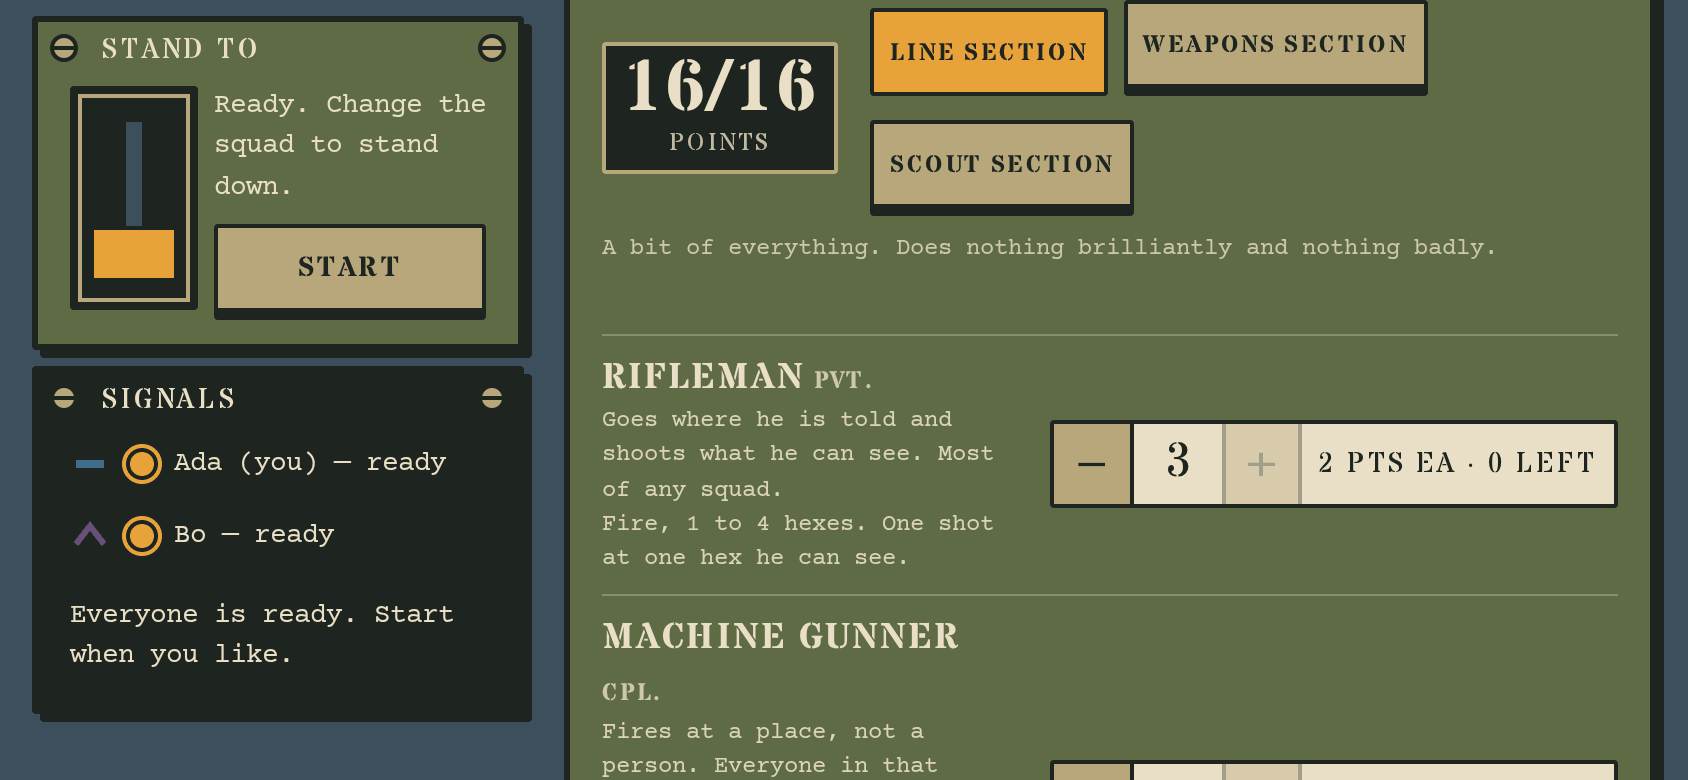 STAND TO
Ready. Change the
squad to stand
down.
START
SIGNALS
Ada (you) — ready
Bo — ready
Everyone is ready. Start
when you like.
16/16
POINTS
LINE SECTION
WEAPONS SECTION
SCOUT SECTION
A bit of everything. Does nothing brilliantly and nothing badly.
RIFLEMAN PVT.
Goes where he is told and
shoots what he can see. Most
of any squad.
Fire, 1 to 4 hexes. One shot
at one hex he can see.
— 3 + 2 PTS EA · 0 LEFT
MACHINE GUNNER
CPL.
Fires at a place, not a
person. Everyone in that